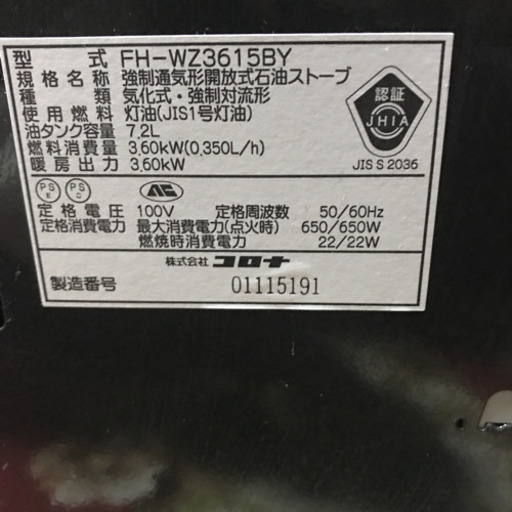 型式 FH-WZ3615BY
規格名称 強制通気形開放式石油ストーブ
種類 気化式・強制対流形
使用燃料 灯油(JIS1号灯油)
油タンク容量 7,2L
燃料消費量 3,60kW(0,350L/h)
暖房出力 3,60kW
認証
JHIA
JIS S 2036
PS E
PS C
定格電圧 100V 定格周波数 50/60Hz
定格消費電力 最大消費電力(点火時) 650/650W
燃焼時消費電力 22/22W
株式会社 コロナ
製造番号 01115191